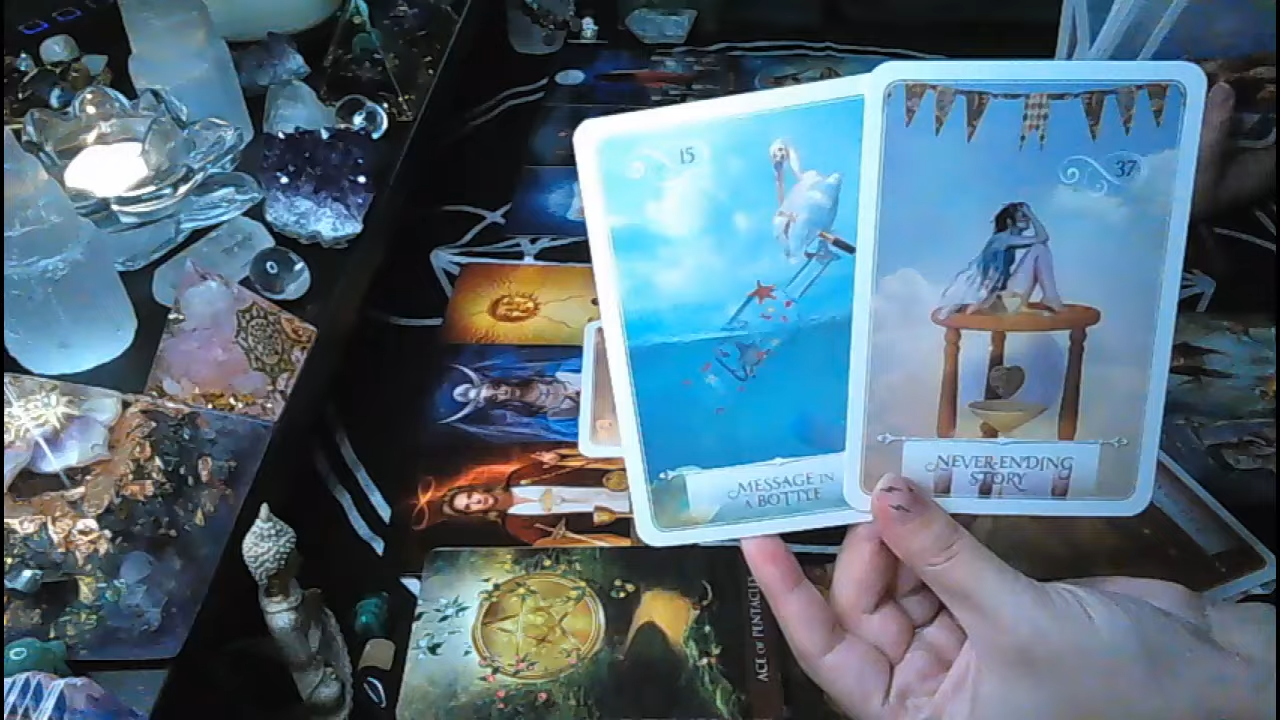 15
37
MESSAGE IN
A BOTTLE
NEVER-ENDING
STORY
ACE OF PENTACLES